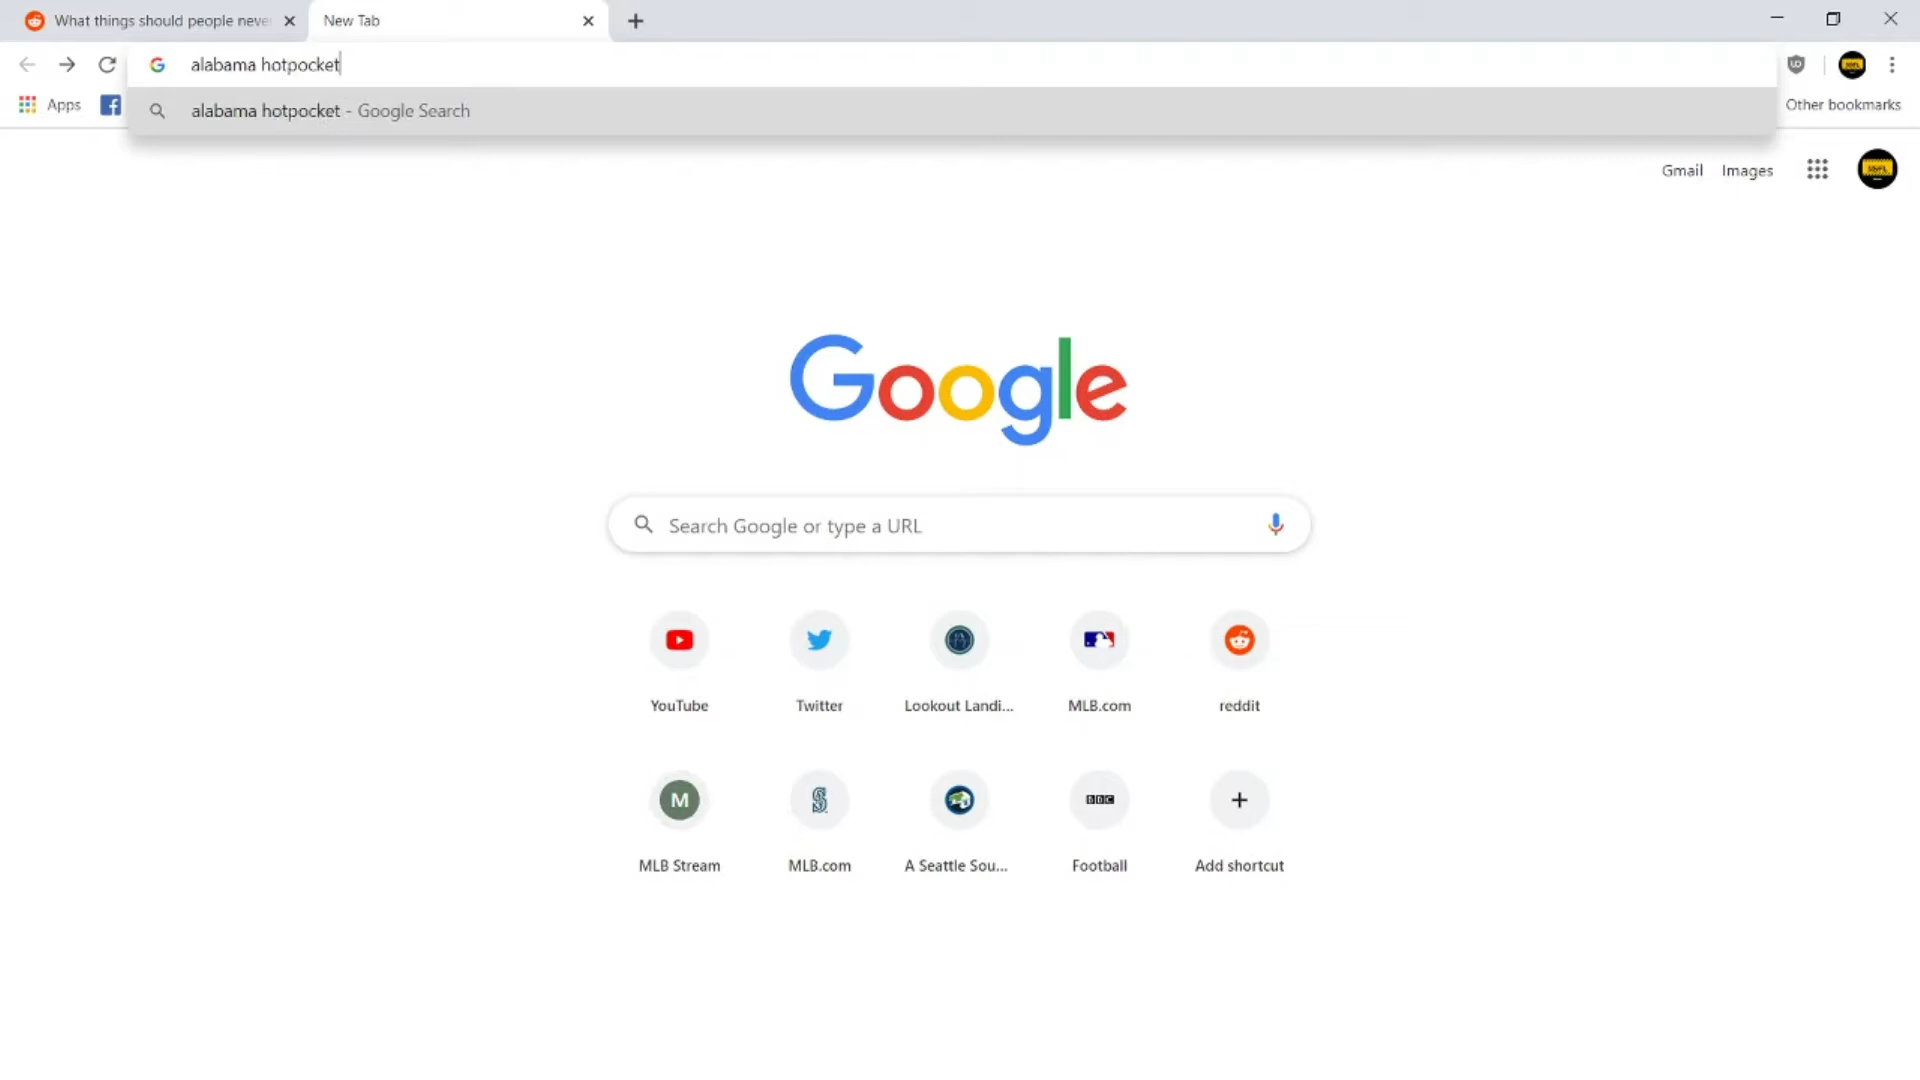 What things should people neve
New Tab
alabama hotpocket
Apps
alabama hotpocket - Google Search
Other bookmarks
Gmail Images
Google
Search Google or type a URL
YouTube Twitter Lookout Landi... MLB.com reddit
M BBC
MLB Stream MLB.com A Seattle Sou... Football Add shortcut